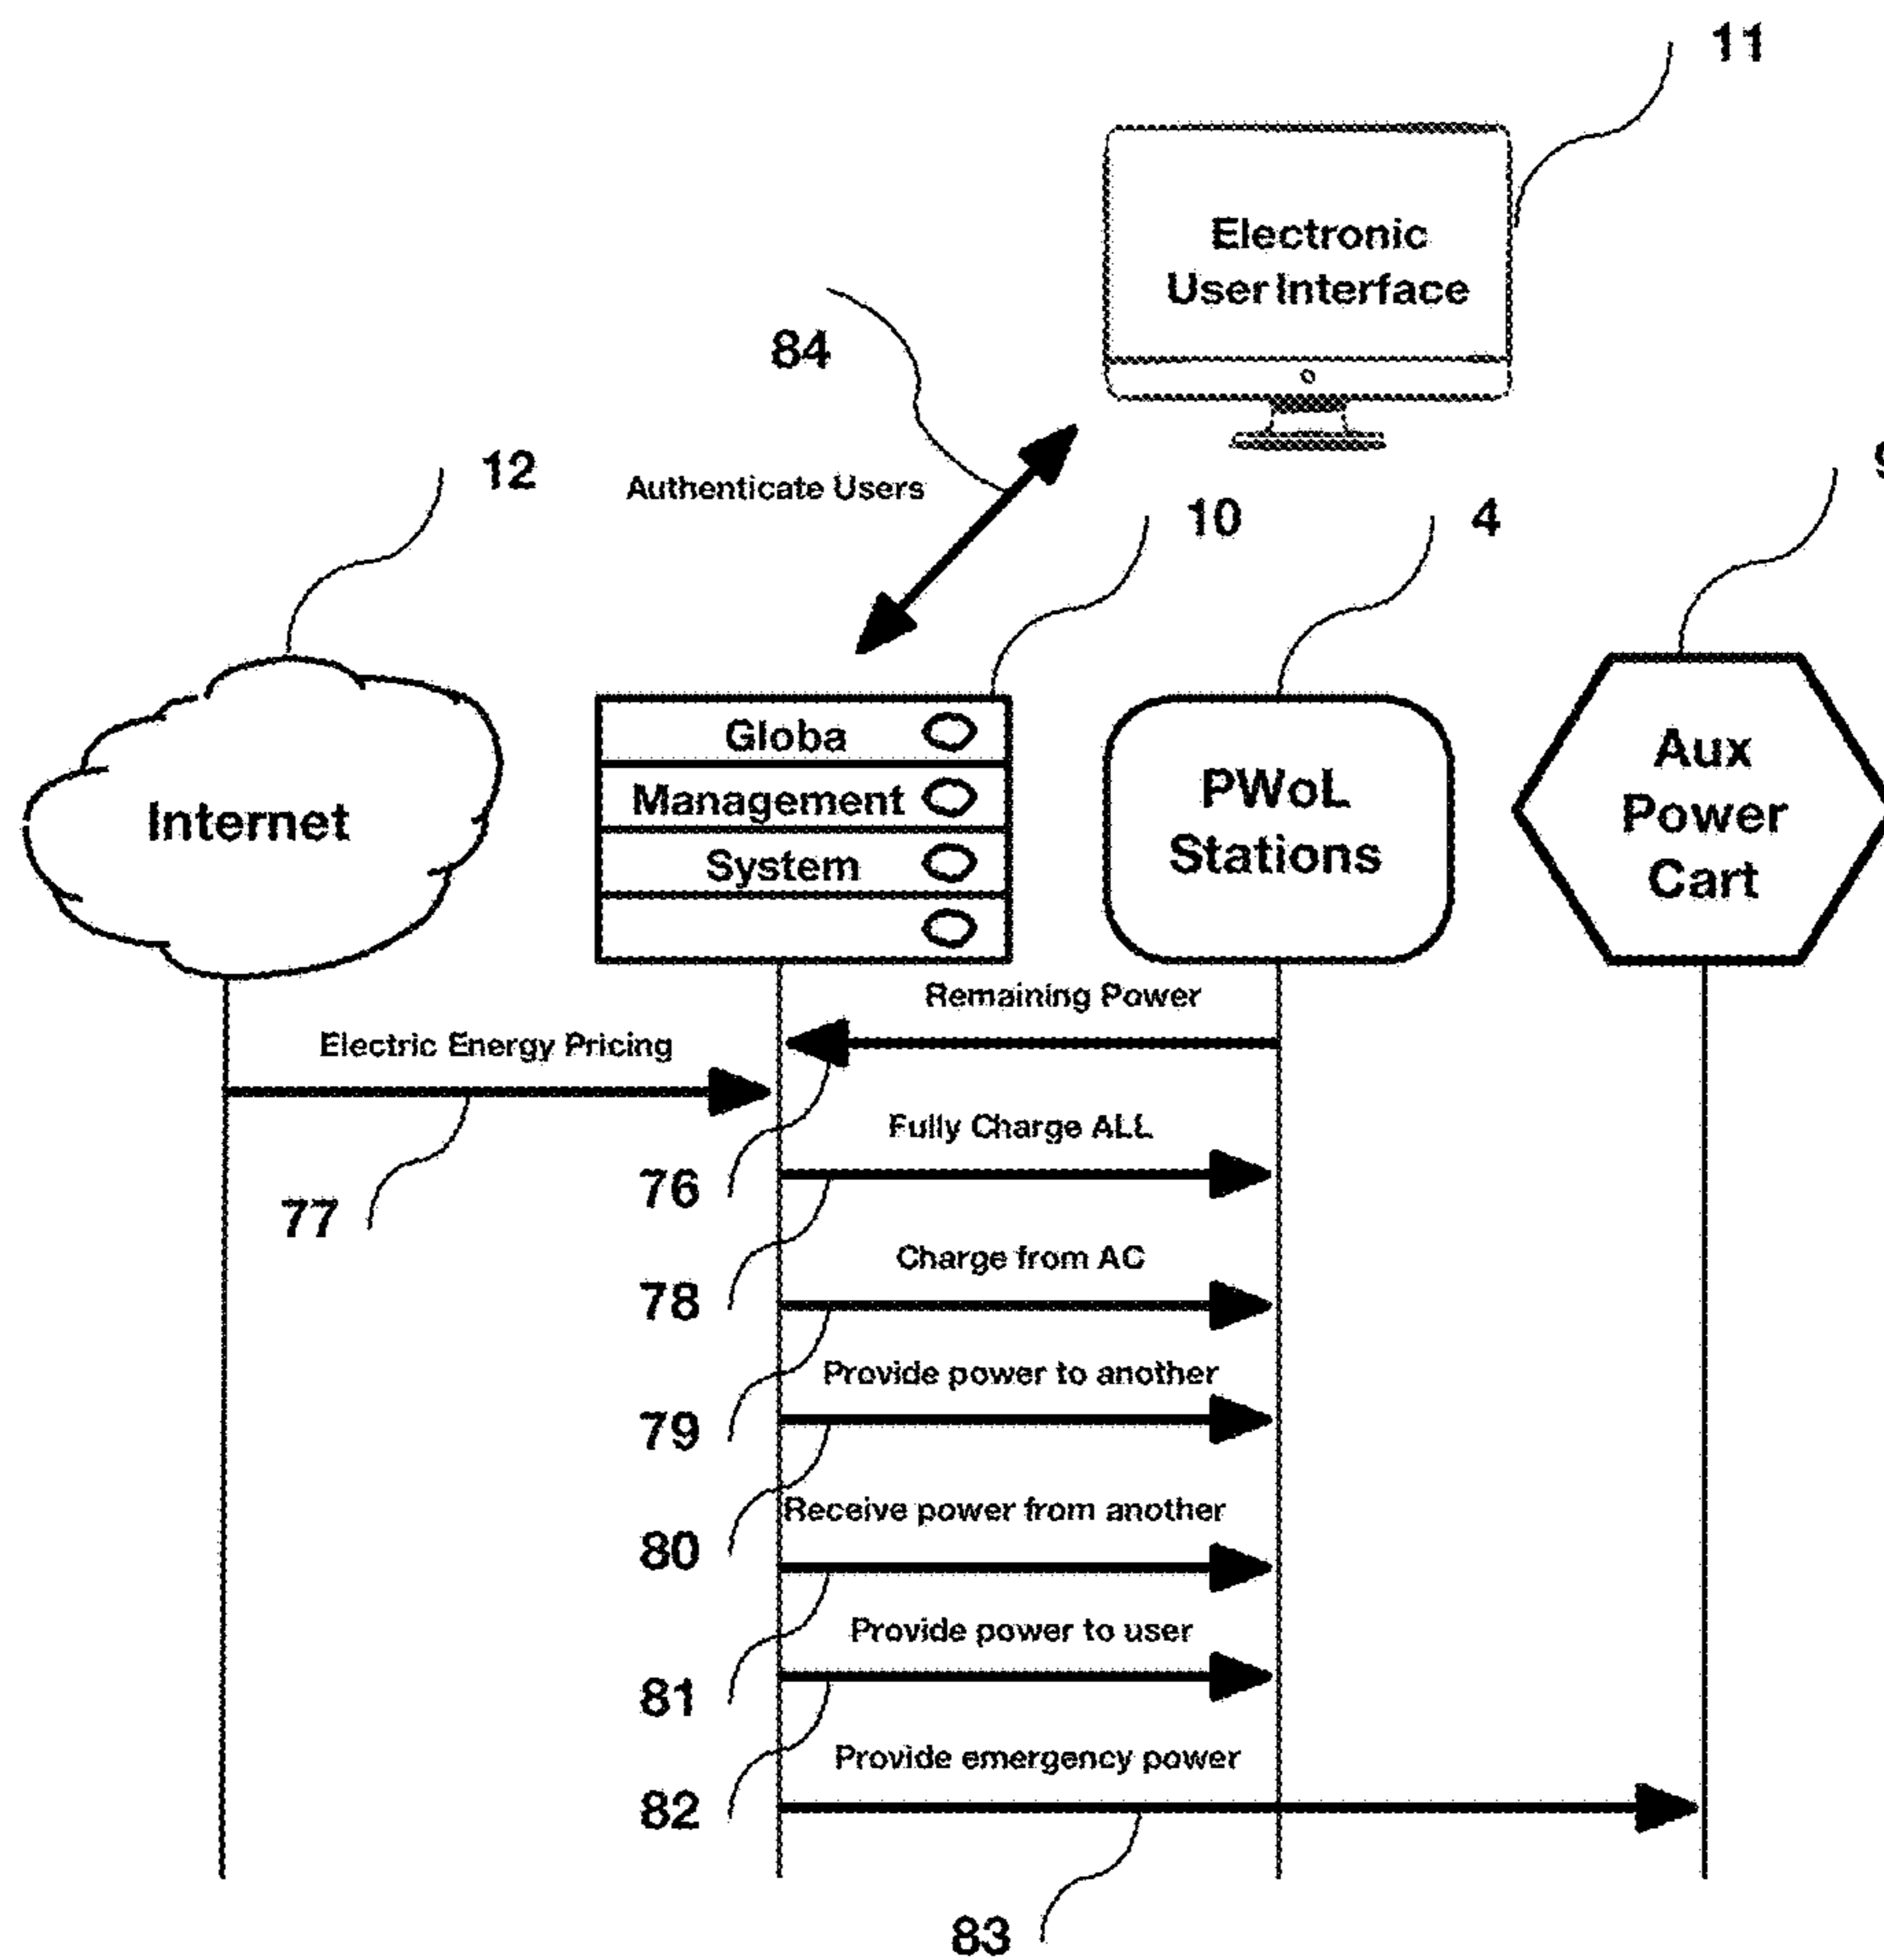 11
Electronic
User Interface
84
Authenticate Users
12
10
4
9
Internet
Globa
Management
System
PWoL
Stations
Aux
Power
Cart
Remaining Power
Electric Energy Pricing
Fully Charge ALL
76
77
Charge from AC
78
Provide power to another
79
Receive power from another
80
Provide power to user
81
Provide emergency power
82
83